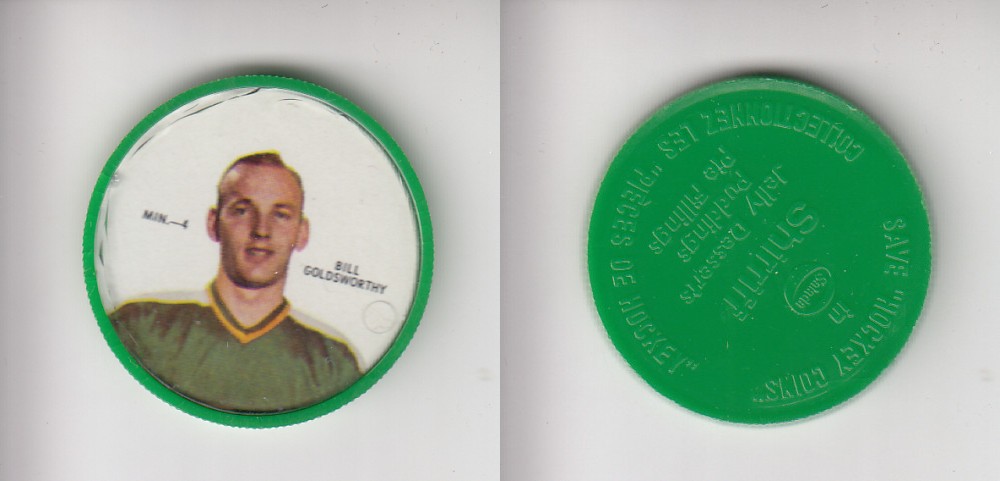 MIN.—4
BILL
GOLDSWORTHY
SAVE "HOCKEY COINS"
COLLECTIONNEZ LES "PIÈCES DE HOCKEY"
in
Shirriff
Jelly Desserts
Puddings
Pie Fillings
Salada